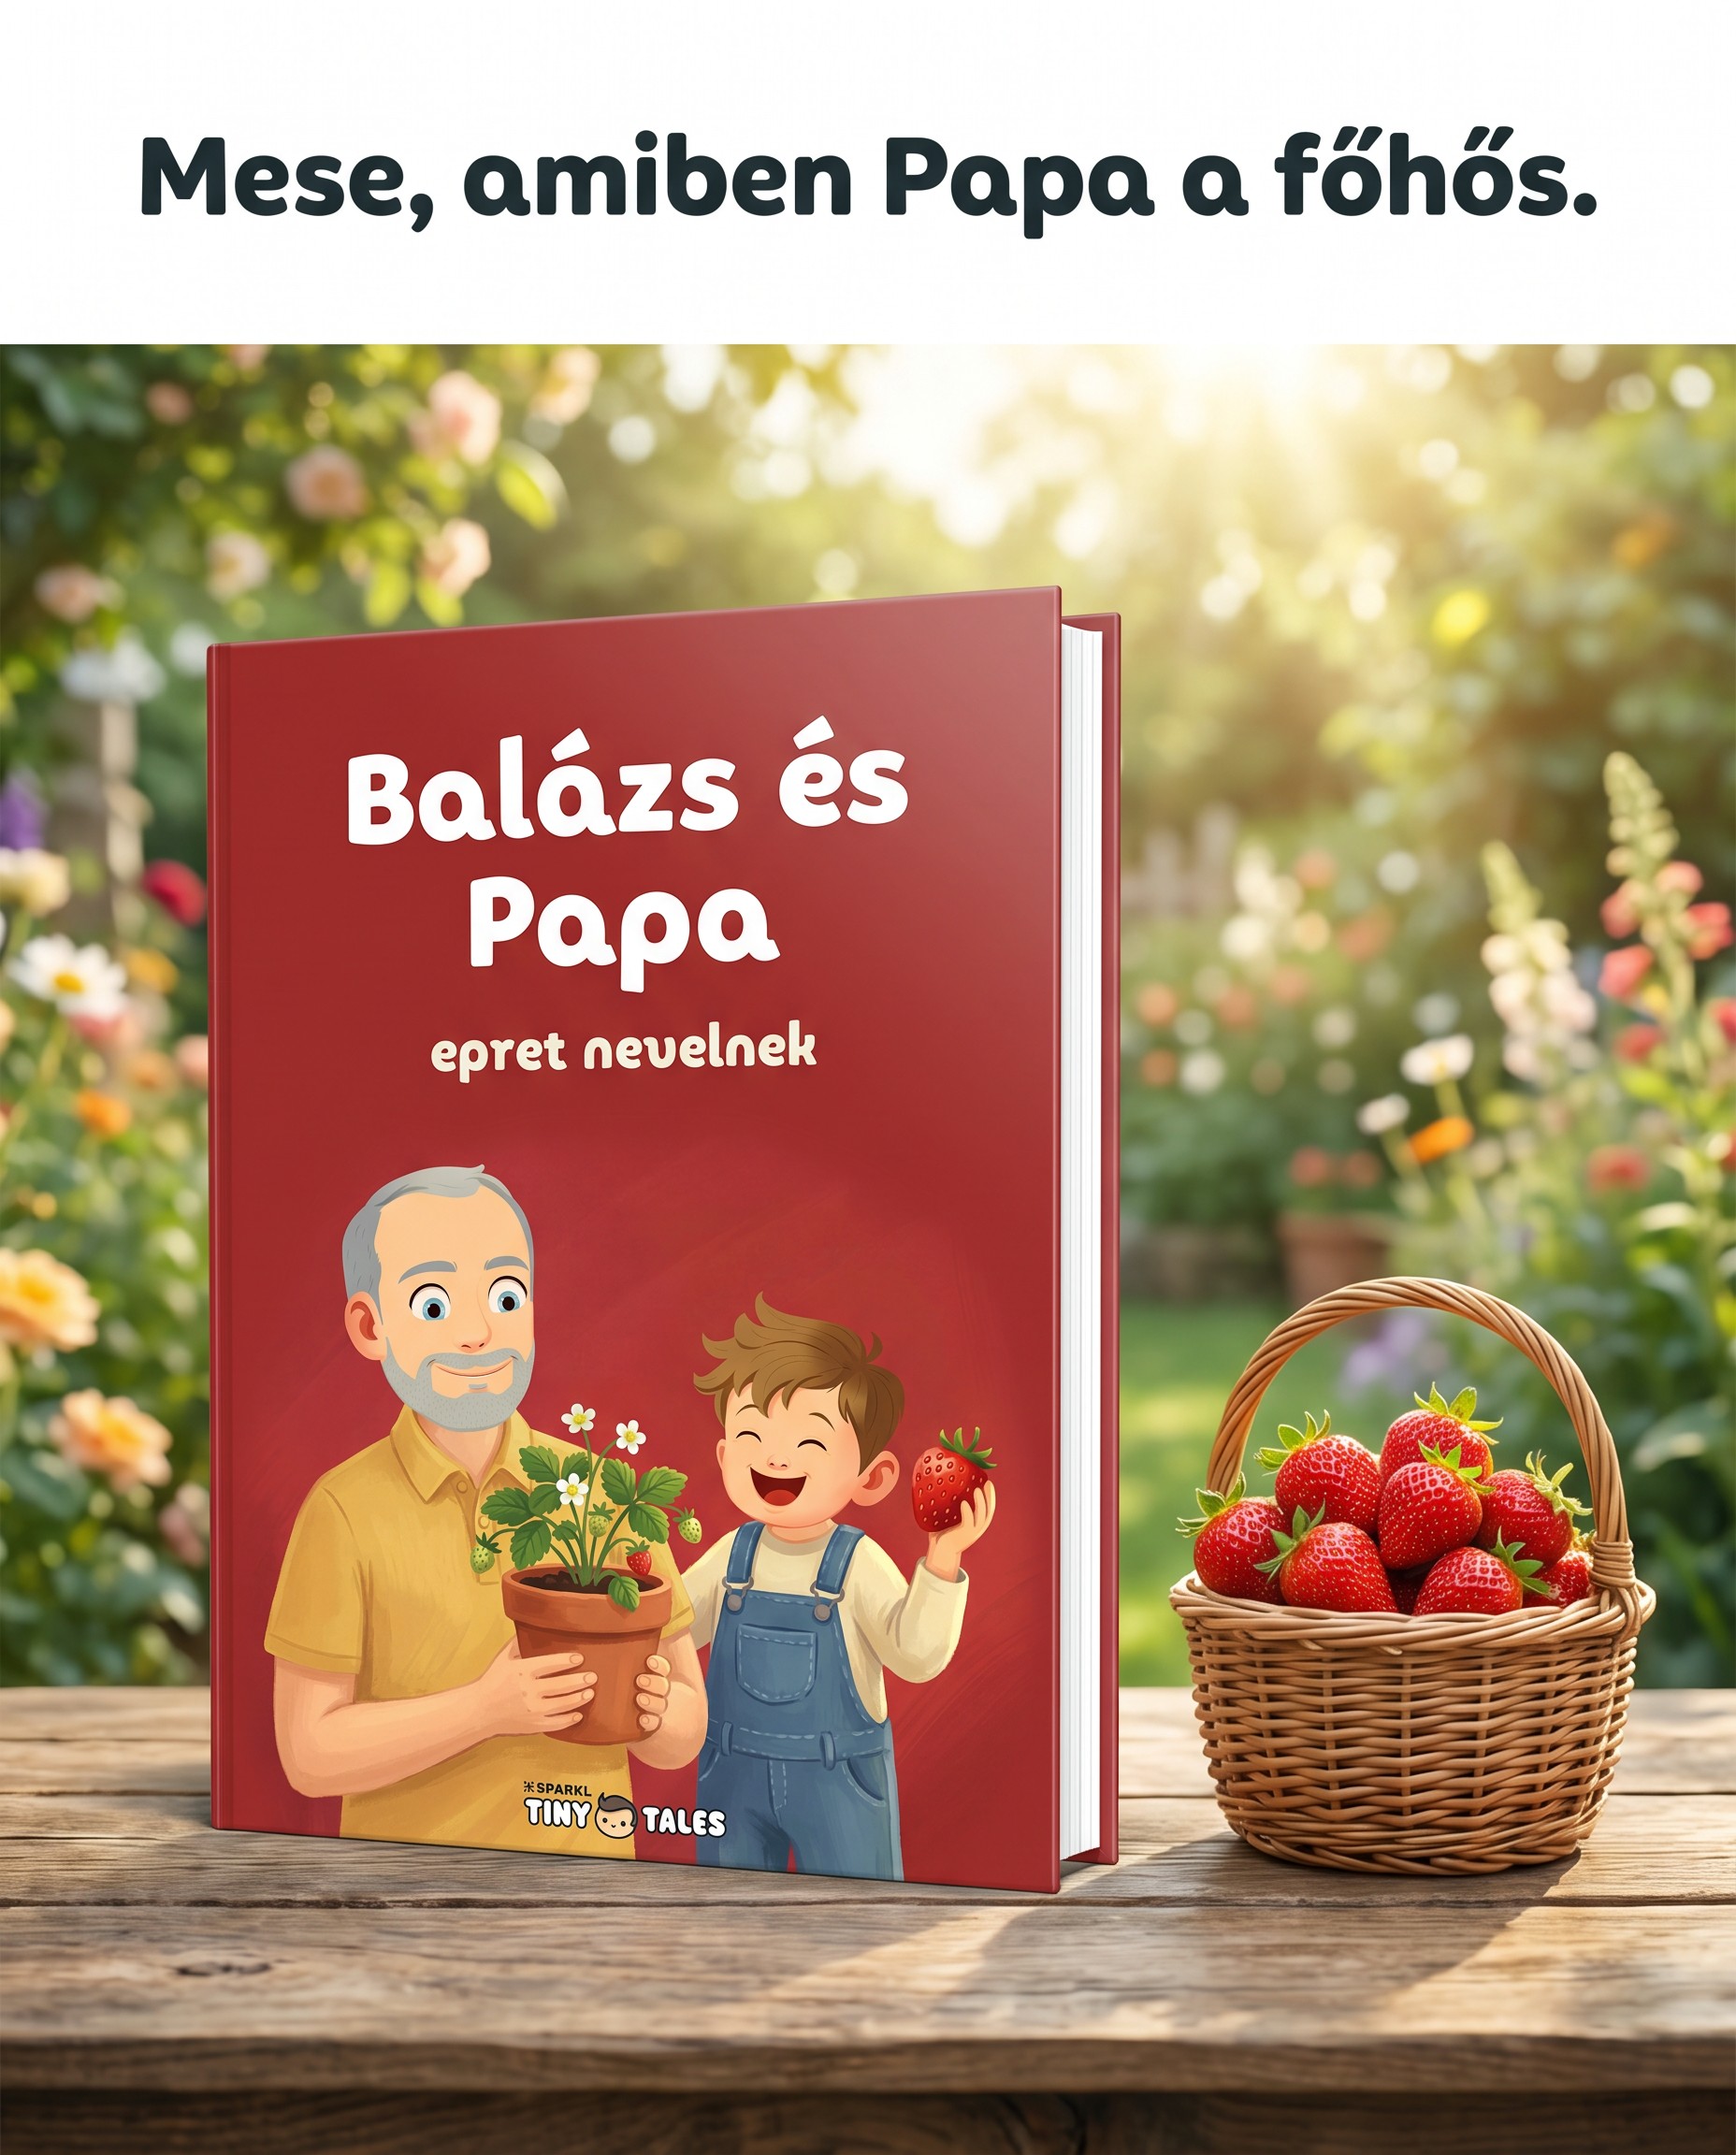 Mese, amiben Papa a főhős.
Balázs és
Papa
epret nevelnek
SPARKL
TINY TALES